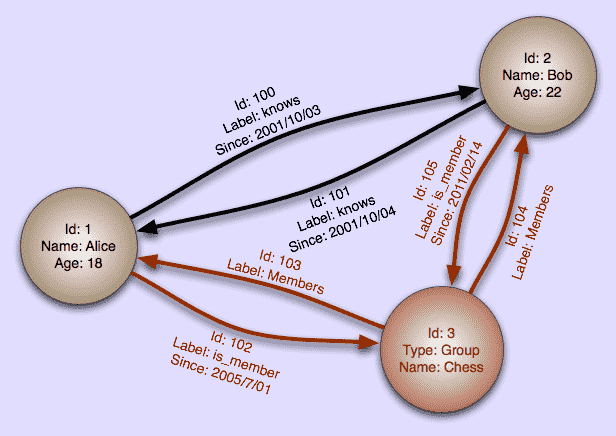 Id: 2
Name: Bob
Age: 22
Id: 100
Label: knows
Since: 2001/10/03
Id: 101
Label: knows
Since: 2001/10/04
Id: 105
Label: is_member
Since: 2011/02/14
Id: 104
Label: Members
Id: 1
Name: Alice
Age: 18
Id: 103
Label: Members
Id: 102
Label: is_member
Since: 2005/7/01
Id: 3
Type: Group
Name: Chess